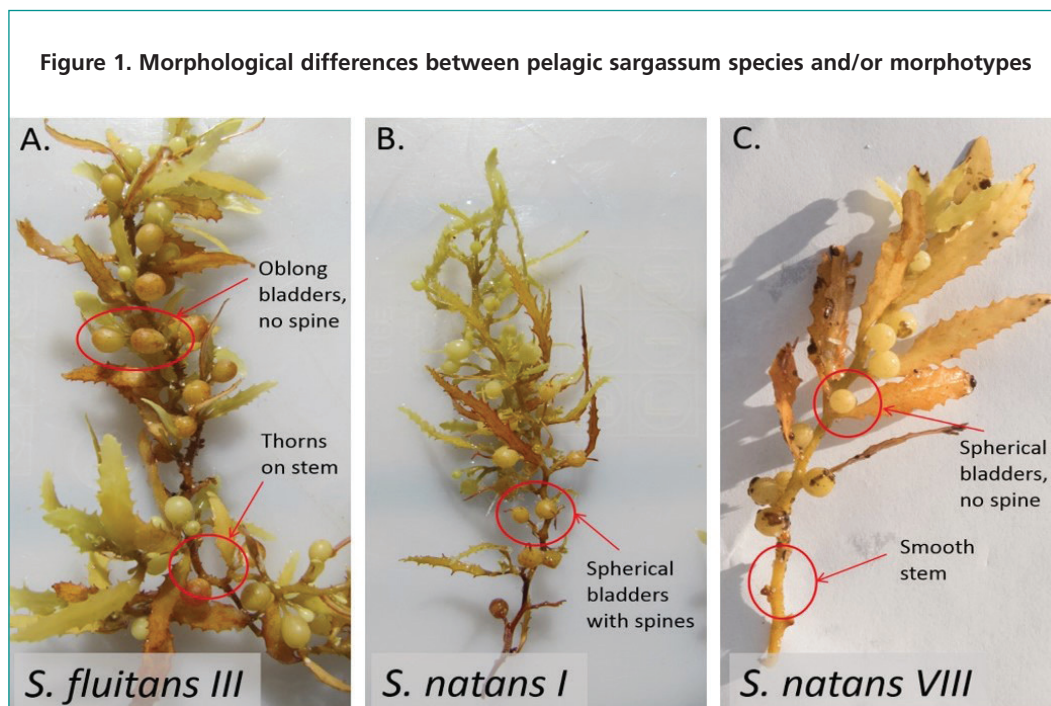 Figure 1. Morphological differences between pelagic sargassum species and/or morphotypes
A.
Oblong
bladders,
no spine
Thorns
on stem
S. fluitans III
B.
Spherical
bladders
with spines
S. natans I
C.
Spherical
bladders,
no spine
Smooth
stem
S. natans VIII